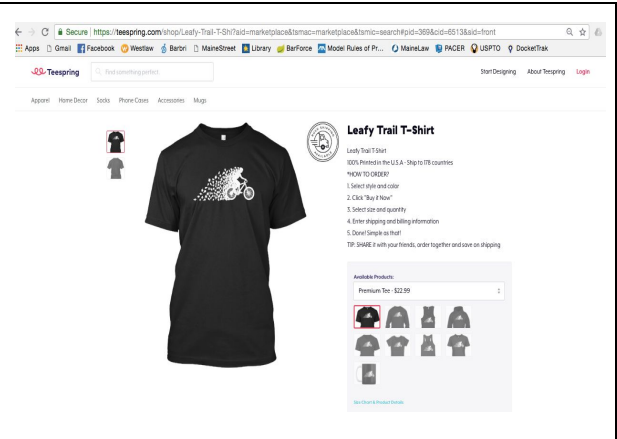 Secure | https://teespring.com/shop/Leafy-Trail-T-Shi?aid=marketplace&tsmac=marketplace&tsmic=search#pid=369&cid=6513&sid=front
Apps Gmail Facebook Westlaw Barbri MaineStreet Library BarForce Model Rules of Pr... MaineLaw PACER USPTO DocketTrak
Teespring Find something perfect Start Designing About Teespring Login
Apparel Home Decor Socks Phone Cases Accessories Mugs
Leafy Trail T-Shirt
Leafy Trail T-Shirt
100% Printed in the U.S.A - Ship to 178 countries
*HOW TO ORDER?
1. Select style and color
2. Click "Buy it Now"
3. Select size and quantity
4. Enter shipping and billing information
5. Done! Simple as that!
TIP: SHARE it with your friends, order together and save on shipping
Available Products:
Premium Tee - $22.99
Size Chart & Product Details